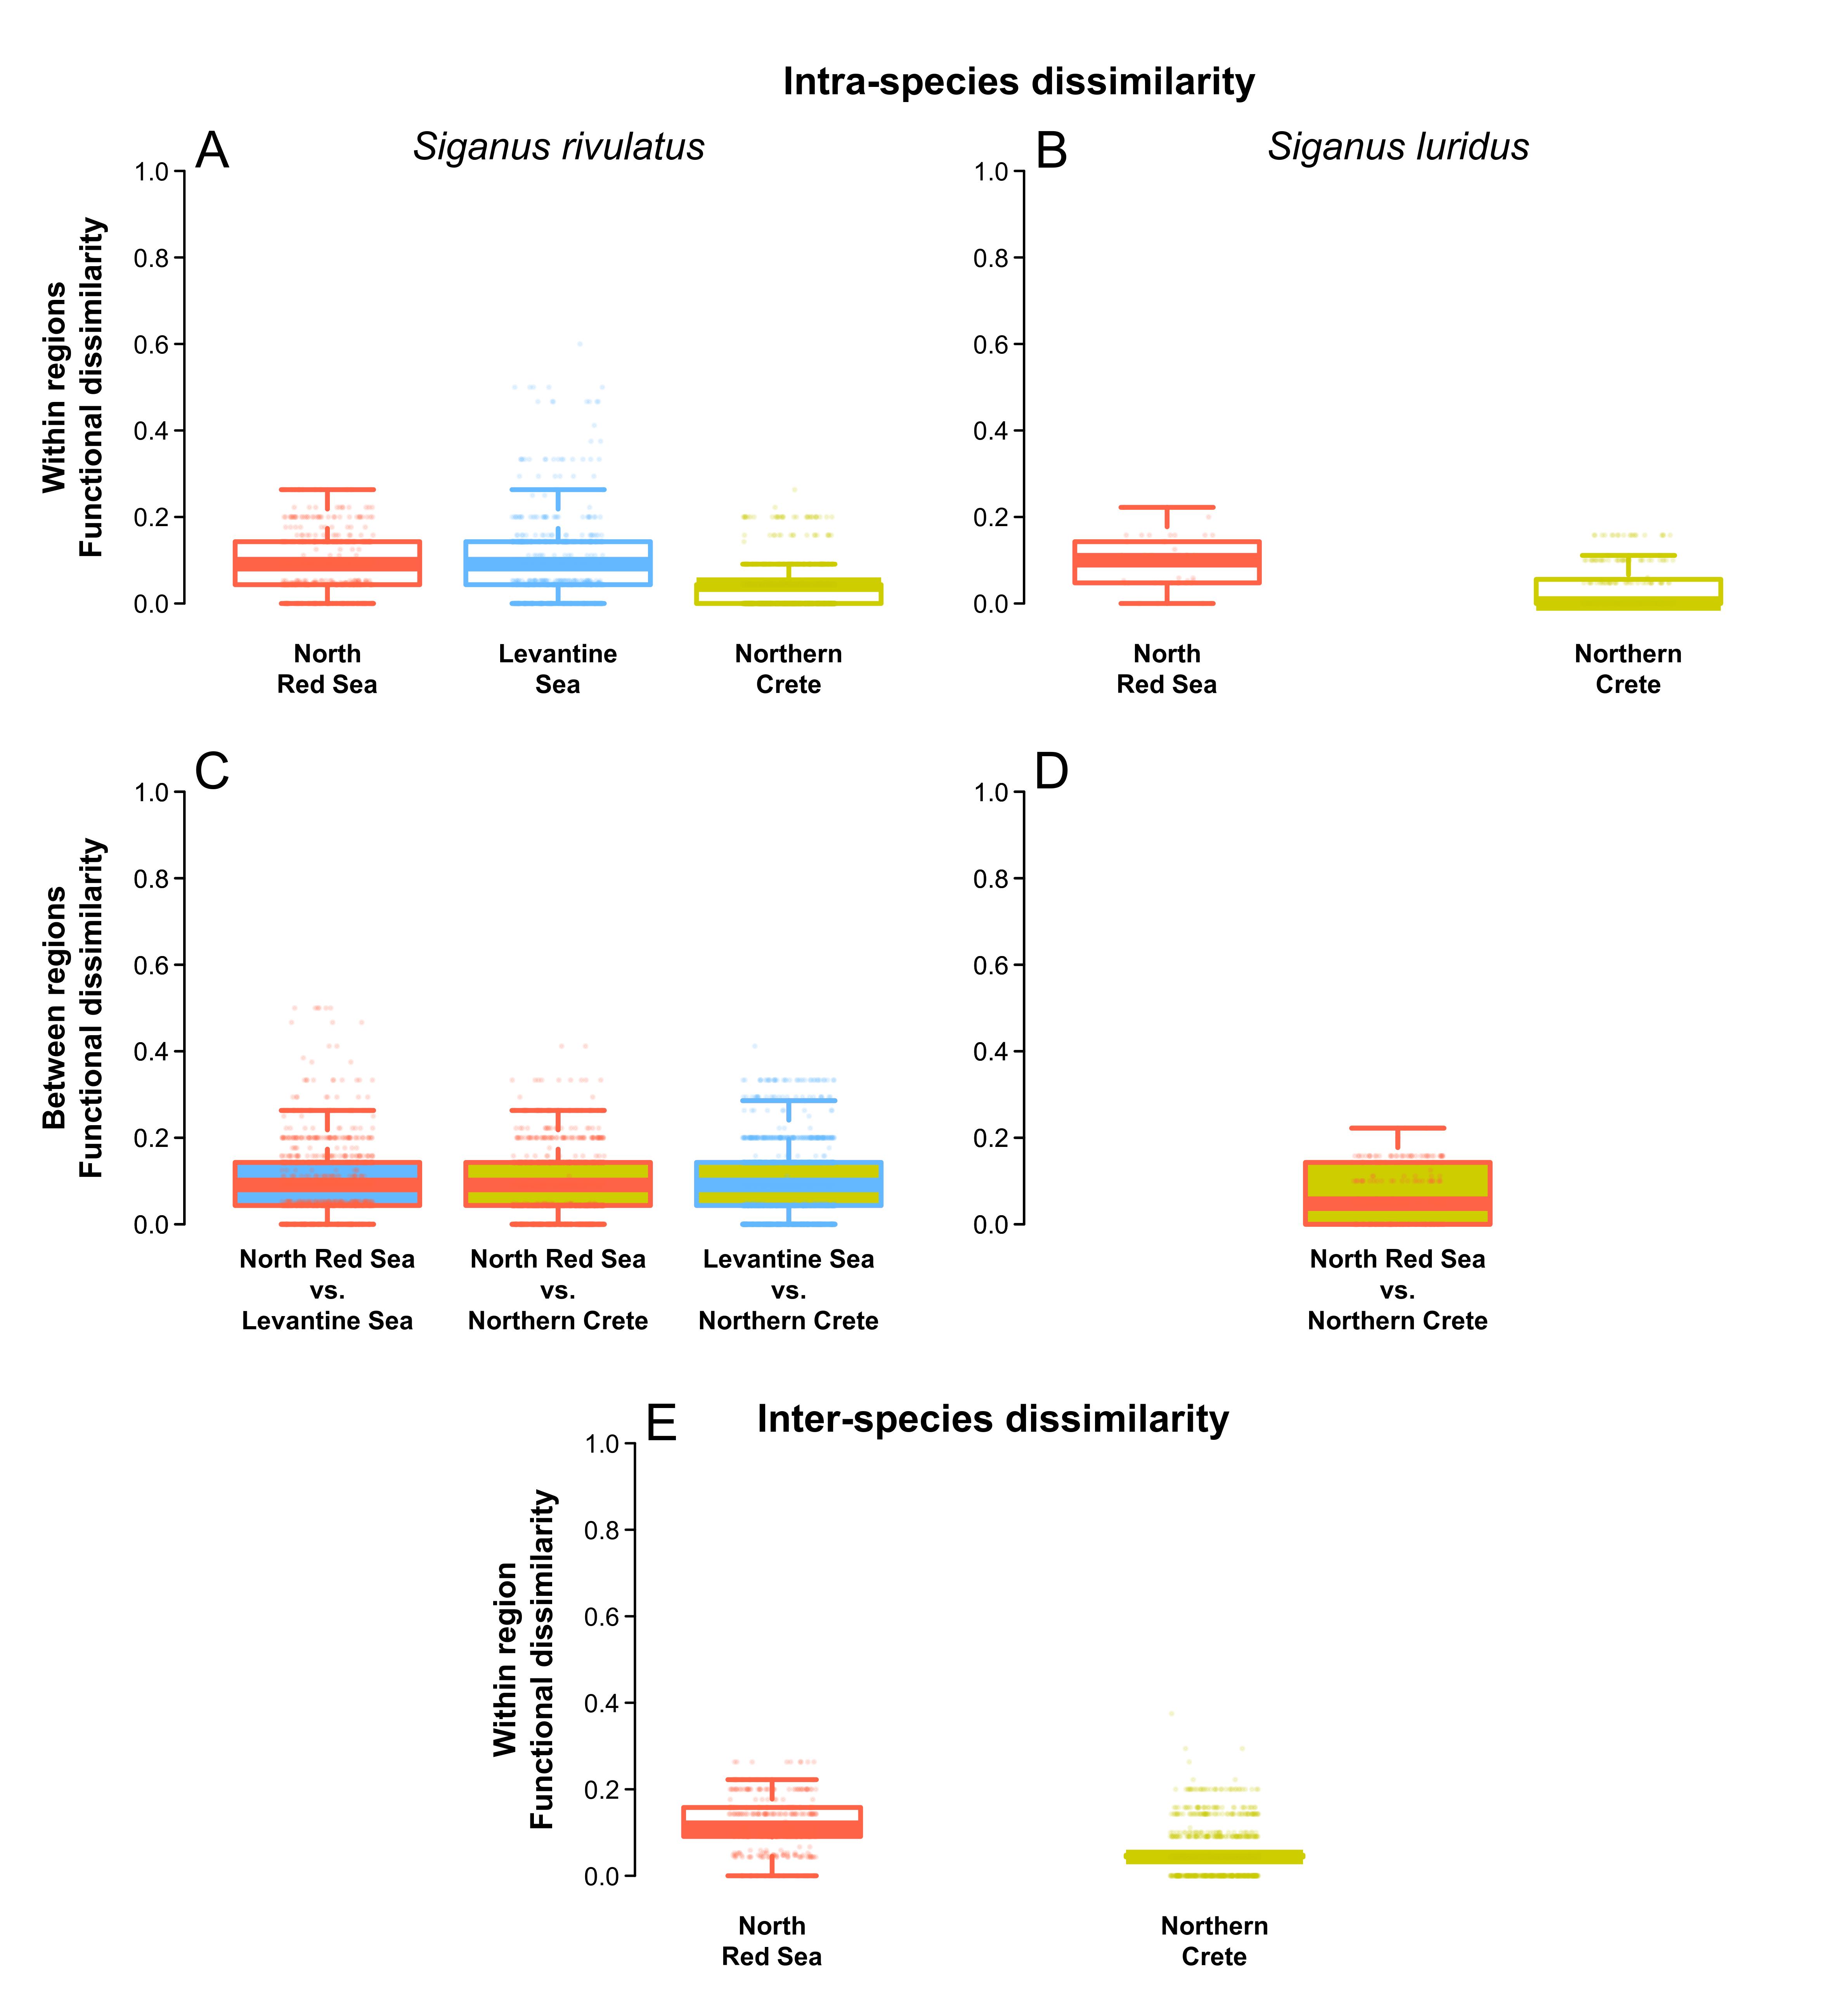 Intra-species dissimilarity
A
Siganus rivulatus
B
Siganus luridus
Within regions
Functional dissimilarity
1.0
0.8
0.6
0.4
0.2
0.0
North
Red Sea
Levantine
Sea
Northern
Crete
1.0
0.8
0.6
0.4
0.2
0.0
North
Red Sea
Northern
Crete
C
Between regions
Functional dissimilarity
1.0
0.8
0.6
0.4
0.2
0.0
North Red Sea
vs.
Levantine Sea
North Red Sea
vs.
Northern Crete
Levantine Sea
vs.
Northern Crete
D
1.0
0.8
0.6
0.4
0.2
0.0
North Red Sea
vs.
Northern Crete
E
Inter-species dissimilarity
Within region
Functional dissimilarity
1.0
0.8
0.6
0.4
0.2
0.0
North
Red Sea
Northern
Crete